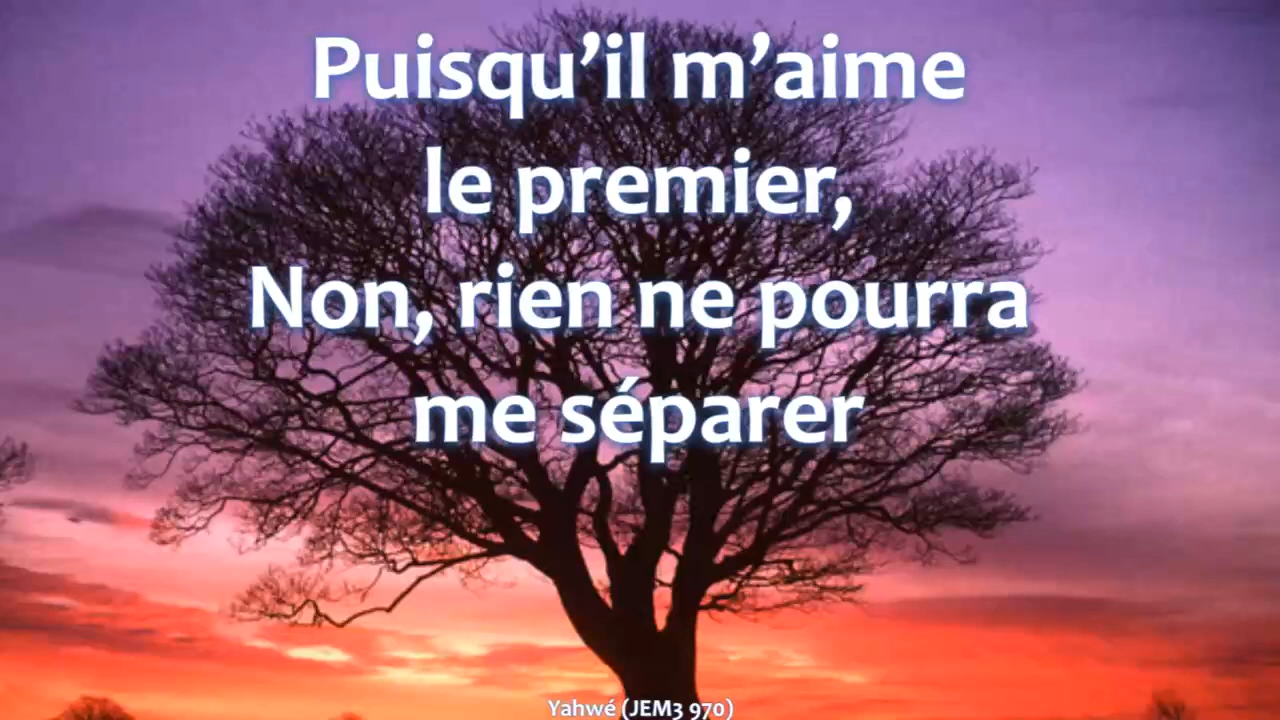 Puisqu’il m’aime
le premier,
Non, rien ne pourra
me séparer
Yahwé (JEM3 970)